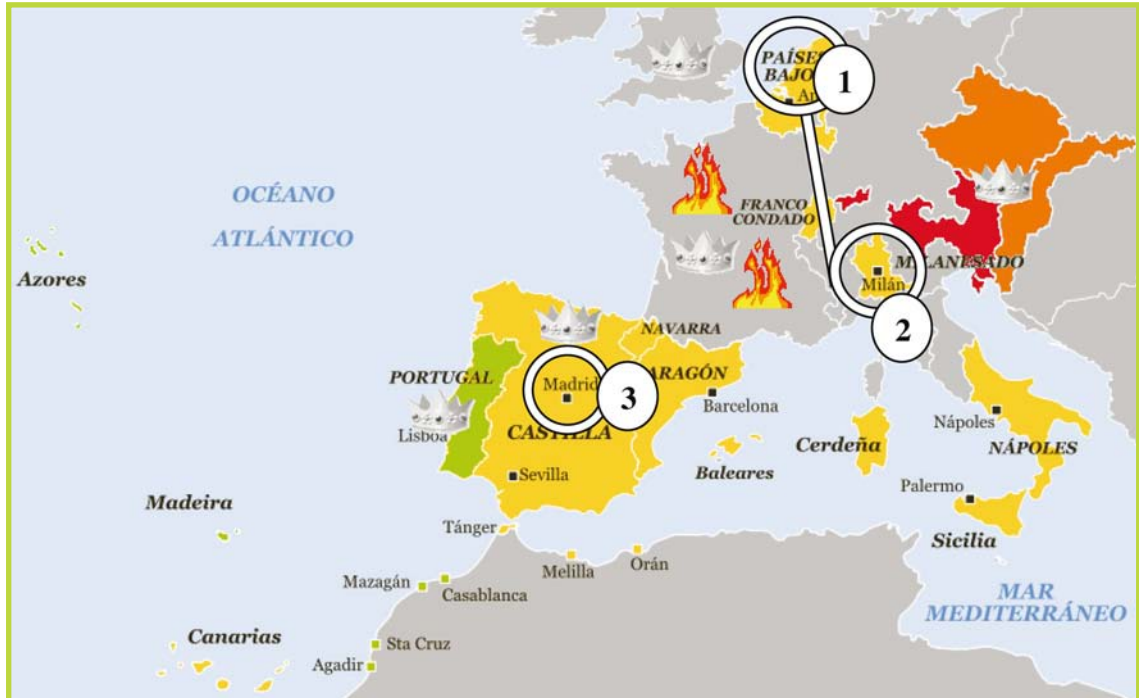 PAÍSES
BAJO
1
OCÉANO
ATLÁNTICO
FRANCO
CONDADO
Azores
MILANESADO
Milán
2
NAVARRA
PORTUGAL
Madrid
3
ARAGÓN
Barcelona
Lisboa
CASTILLA
Nápoles
Cerdeña
NÁPOLES
Sevilla
Baleares
Palermo
Madeira
Tánger
Sicilia
Melilla
Orán
Mazagán
Casablanca
MAR
MEDITERRÁNEO
Canarias
Sta Cruz
Agadir